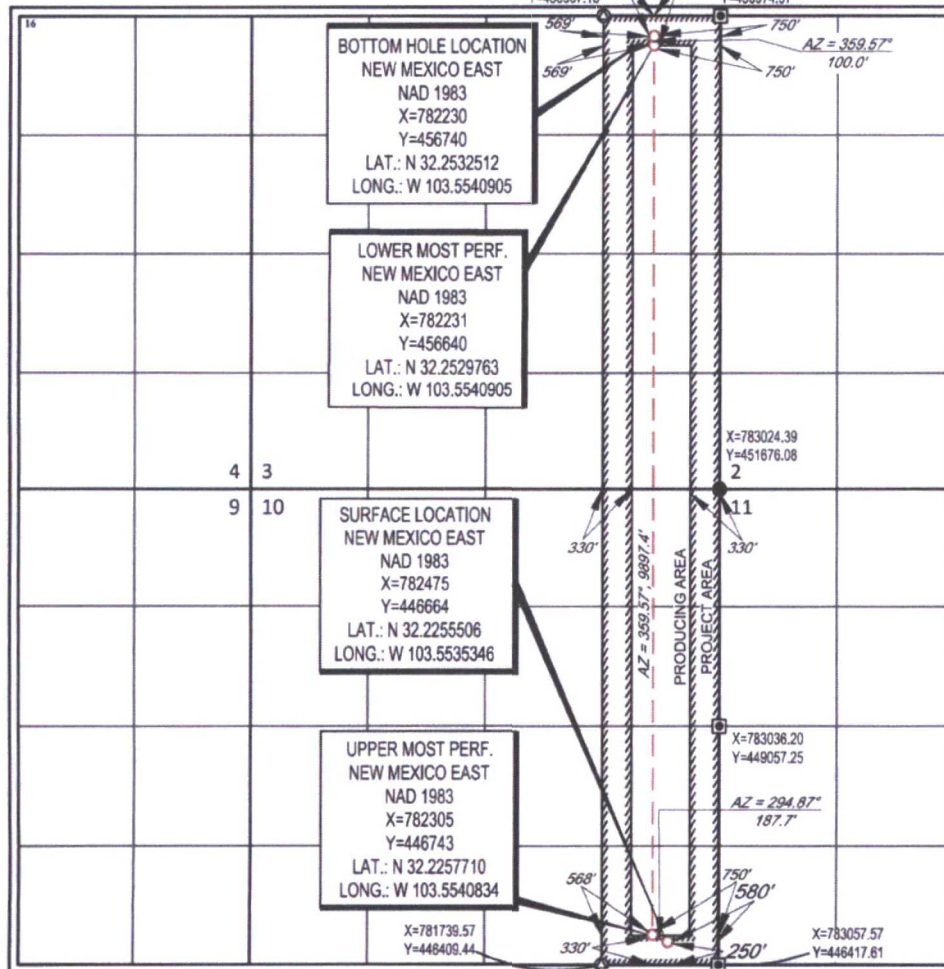 16
569'
750'
BOTTOM HOLE LOCATION
NEW MEXICO EAST
NAD 1983
X=782230
Y=456740
LAT.: N 32.2532512
LONG.: W 103.5540905
569'
750'
AZ = 359.57°
100.0'
LOWER MOST PERF.
NEW MEXICO EAST
NAD 1983
X=782231
Y=456640
LAT.: N 32.2529763
LONG.: W 103.5540905
X=783024.39
Y=451676.08
4 3
2
9 10
11
SURFACE LOCATION
NEW MEXICO EAST
NAD 1983
X=782475
Y=446664
LAT.: N 32.2255506
LONG.: W 103.5535346
330'
330'
AZ = 359.57°, 9897.4'
PRODUCING AREA
PROJECT AREA
UPPER MOST PERF.
NEW MEXICO EAST
NAD 1983
X=782305
Y=446743
LAT.: N 32.2257710
LONG.: W 103.5540834
X=783036.20
Y=449057.25
AZ = 294.87°
187.7'
568'
750'
580'
X=781739.57
Y=446409.44
330'
250'
X=783057.57
Y=446417.61